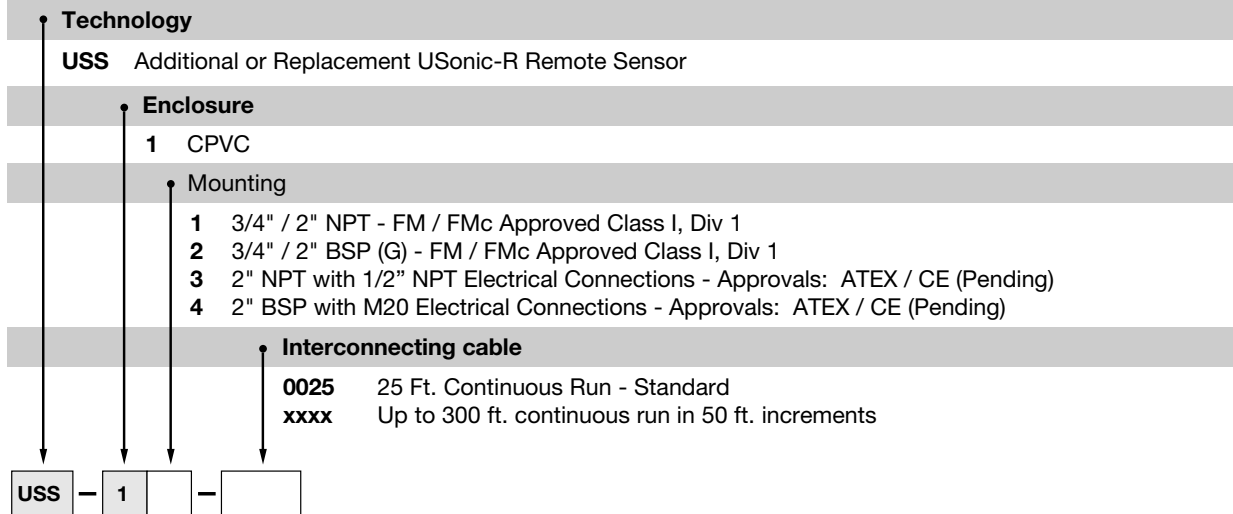 Technology
USS Additional or Replacement USonic-R Remote Sensor
Enclosure
1 CPVC
Mounting
1 3/4" / 2" NPT - FM / FMc Approved Class I, Div 1
2 3/4" / 2" BSP (G) - FM / FMc Approved Class I, Div 1
3 2" NPT with 1/2” NPT Electrical Connections - Approvals: ATEX / CE (Pending)
4 2" BSP with M20 Electrical Connections - Approvals: ATEX / CE (Pending)
Interconnecting cable
0025 25 Ft. Continuous Run - Standard
xxxx Up to 300 ft. continuous run in 50 ft. increments
USS – 1 –